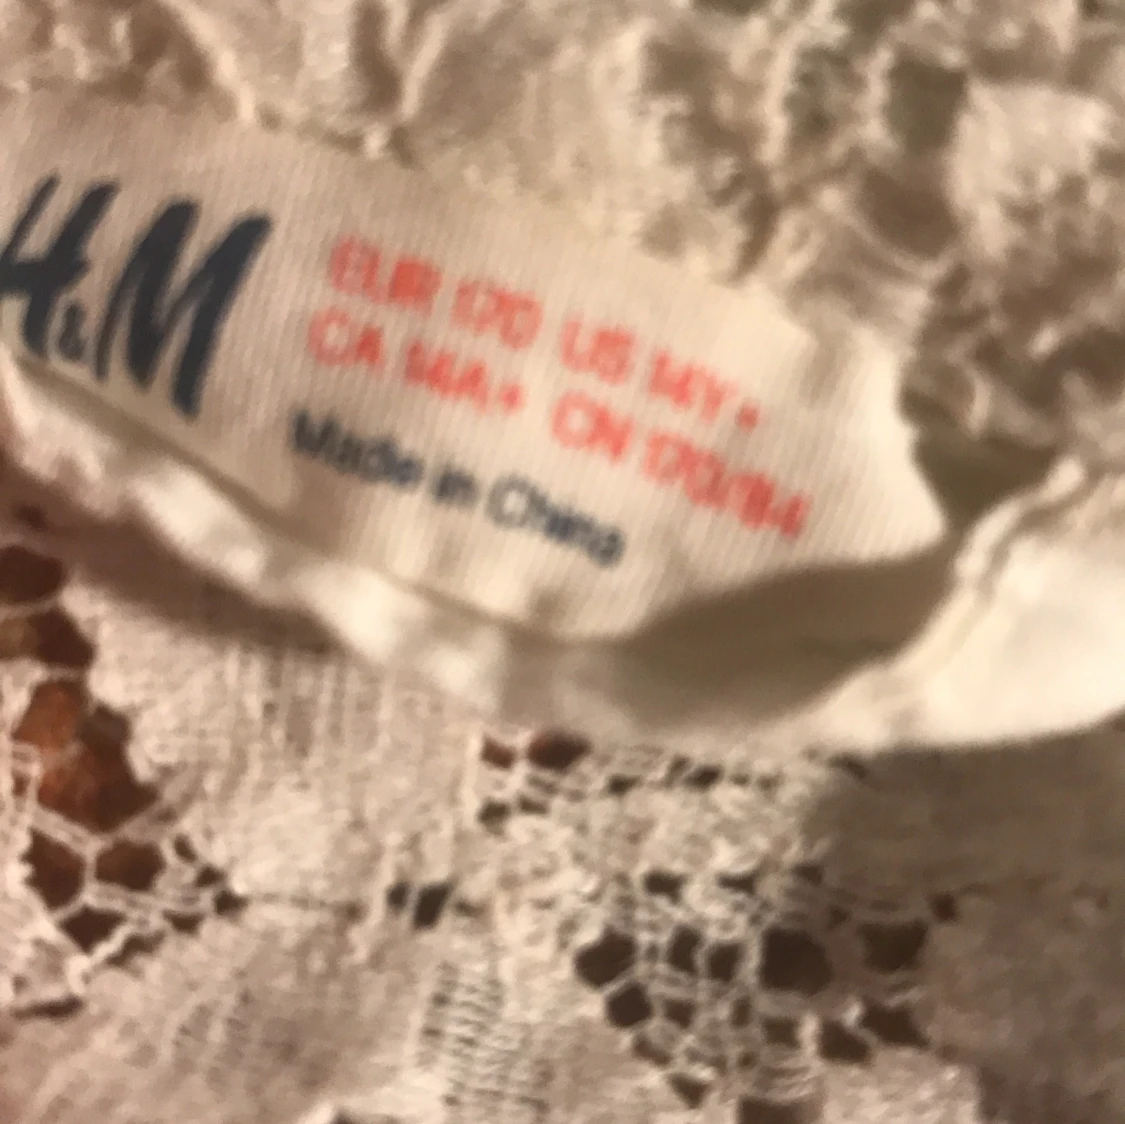 H&M
EUR 170 US 14Y+
CA 14A+ CN 170/84
Made in China